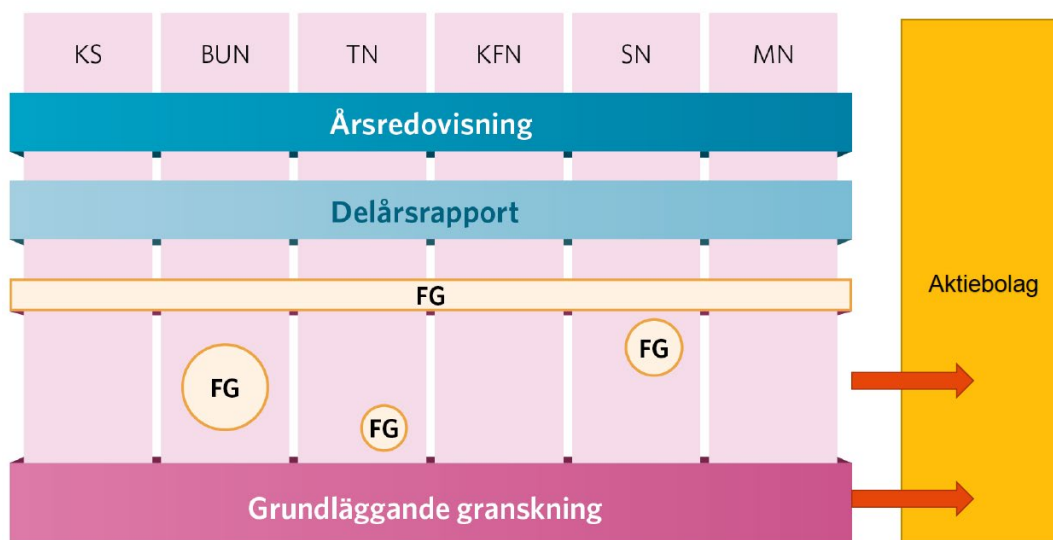 KS BUN TN KFN SN MN
Årsredovisning
Delårsrapport
Aktiebolag
FG
FG
FG
FG
Grundläggande granskning